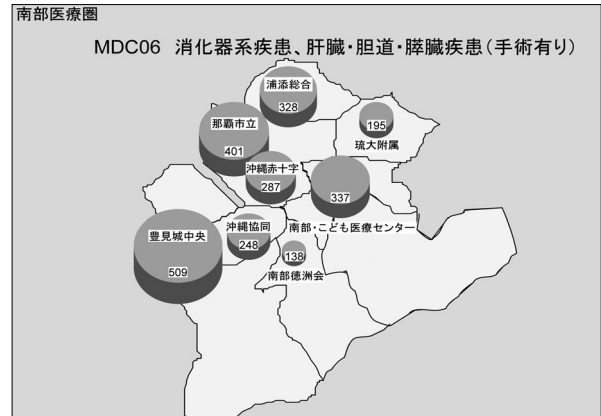 南部医療圏
MDC06 消化器系疾患、肝臓・胆道・膵臓疾患（手術有り）
浦添総合
328
那覇市立
401
195
琉大附属
沖縄赤十字
287
337
南部・こども医療センター
豊見城中央
509
沖縄協同
248
138
南部徳洲会